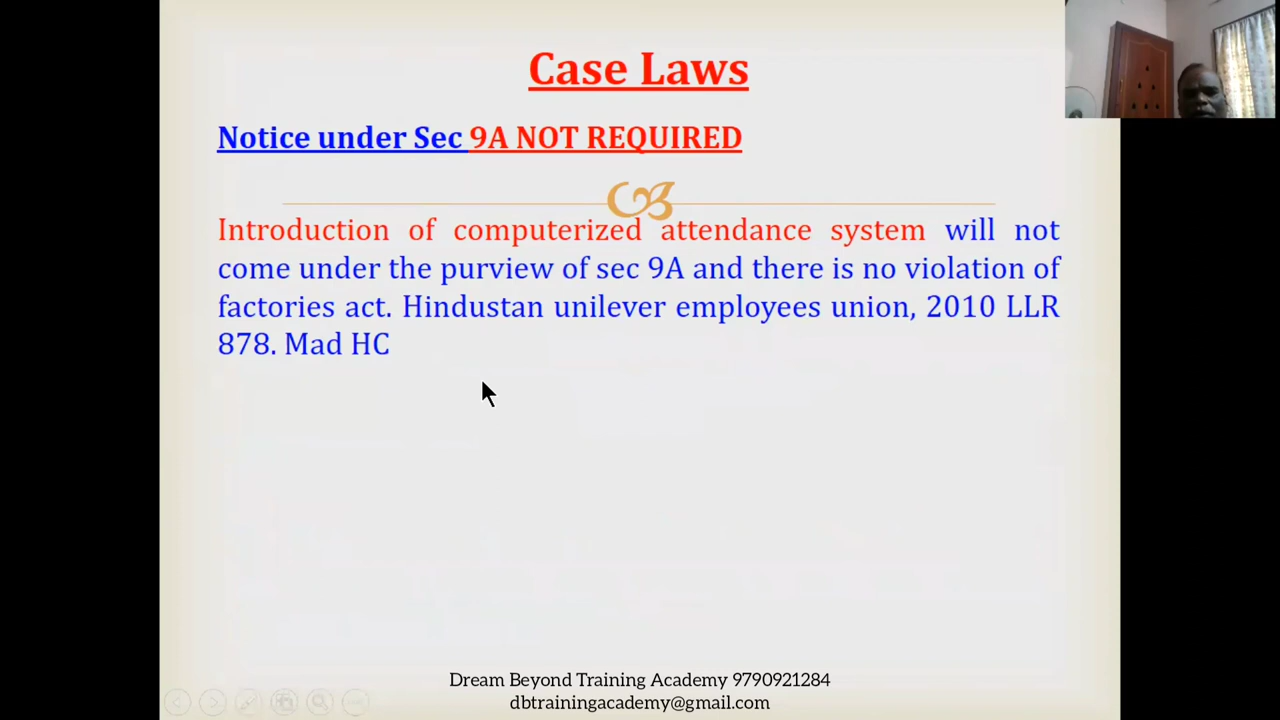 Case Laws
Notice under Sec 9A NOT REQUIRED
Introduction of computerized attendance system will not
come under the purview of sec 9A and there is no violation of
factories act. Hindustan unilever employees union, 2010 LLR
878. Mad HC
Dream Beyond Training Academy 9790921284
dbtrainingacademy@gmail.com